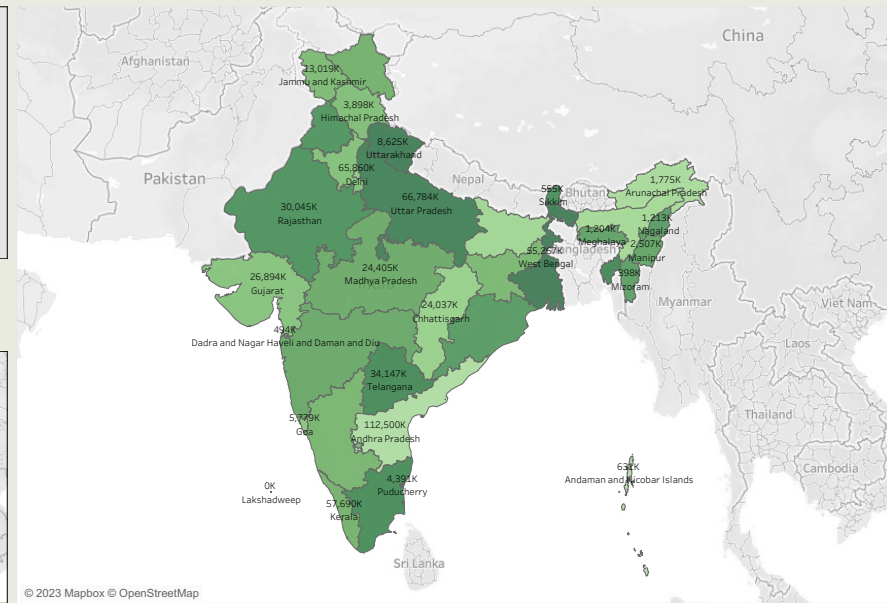 China
Afghanistan
13,019K
Jammu and Kashmir
3,898K
Himachal Pradesh
8,625K
Uttarakhand
65,860K
Delhi
Pakistan
Nepal
555K
Sikkim
Bhutan
1,775K
Arunachal Pradesh
30,045K
Rajasthan
66,784K
Uttar Pradesh
1,213K
Nagaland
1,204K
Meghalaya
2,507K
Manipur
55,267K
West Bengal
398K
Mizoram
26,894K
Gujarat
24,405K
Madhya Pradesh
Myanmar
Viet Nam
24,037K
Chhattisgarh
Laos
494K
Dadra and Nagar Haveli and Daman and Diu
34,147K
Telangana
Thailand
5,779K
Goa
112,500K
Andhra Pradesh
Cambodia
631K
Andaman and Nicobar Islands
4,391K
Puducherry
0K
Lakshadweep
57,690K
Kerala
Sri Lanka
© 2023 Mapbox © OpenStreetMap